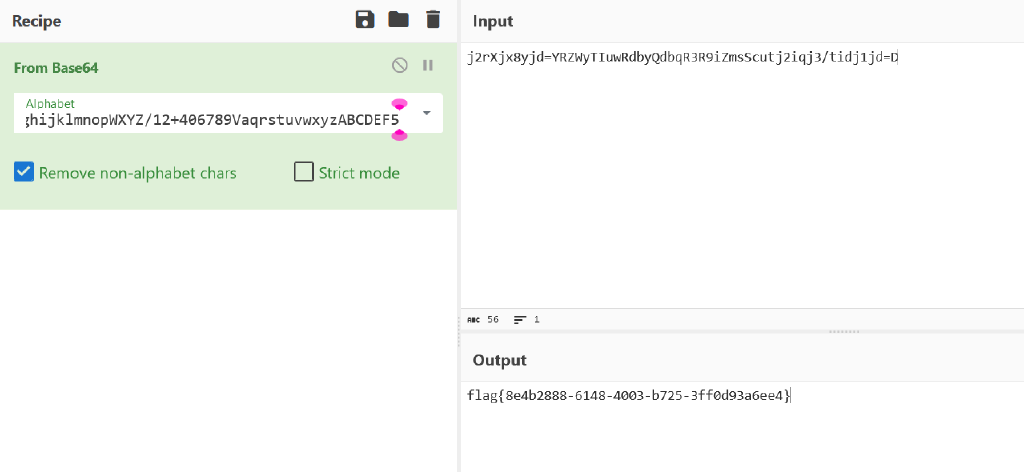 Recipe
From Base64
Alphabet
ghijklmnopWXYZ/12+406789VaqrstuvwxyzABCDEF5
Remove non-alphabet chars
Strict mode
Input
j2rXjx8yjd=YRZWyTIuwRdbyQdbqR3R9iZmsScutj2iqj3/tidj1jd=D
ABC 56 1
Output
flag{8e4b2888-6148-4003-b725-3ff0d93a6ee4}